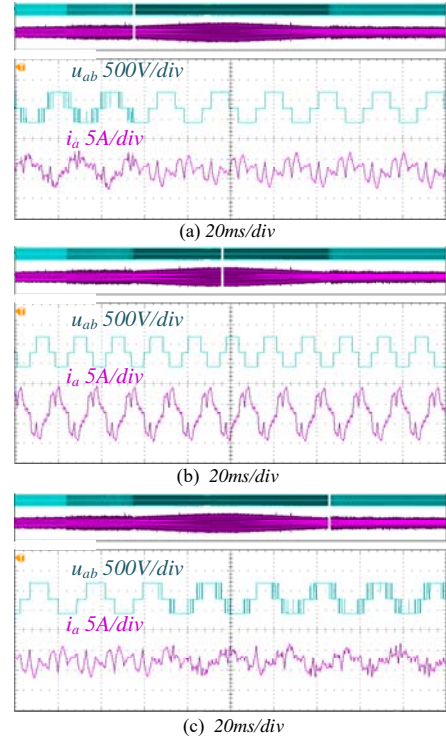 u_ab 500V/div
i_a 5A/div
(a) 20ms/div
u_ab 500V/div
i_a 5A/div
(b) 20ms/div
u_ab 500V/div
i_a 5A/div
(c) 20ms/div